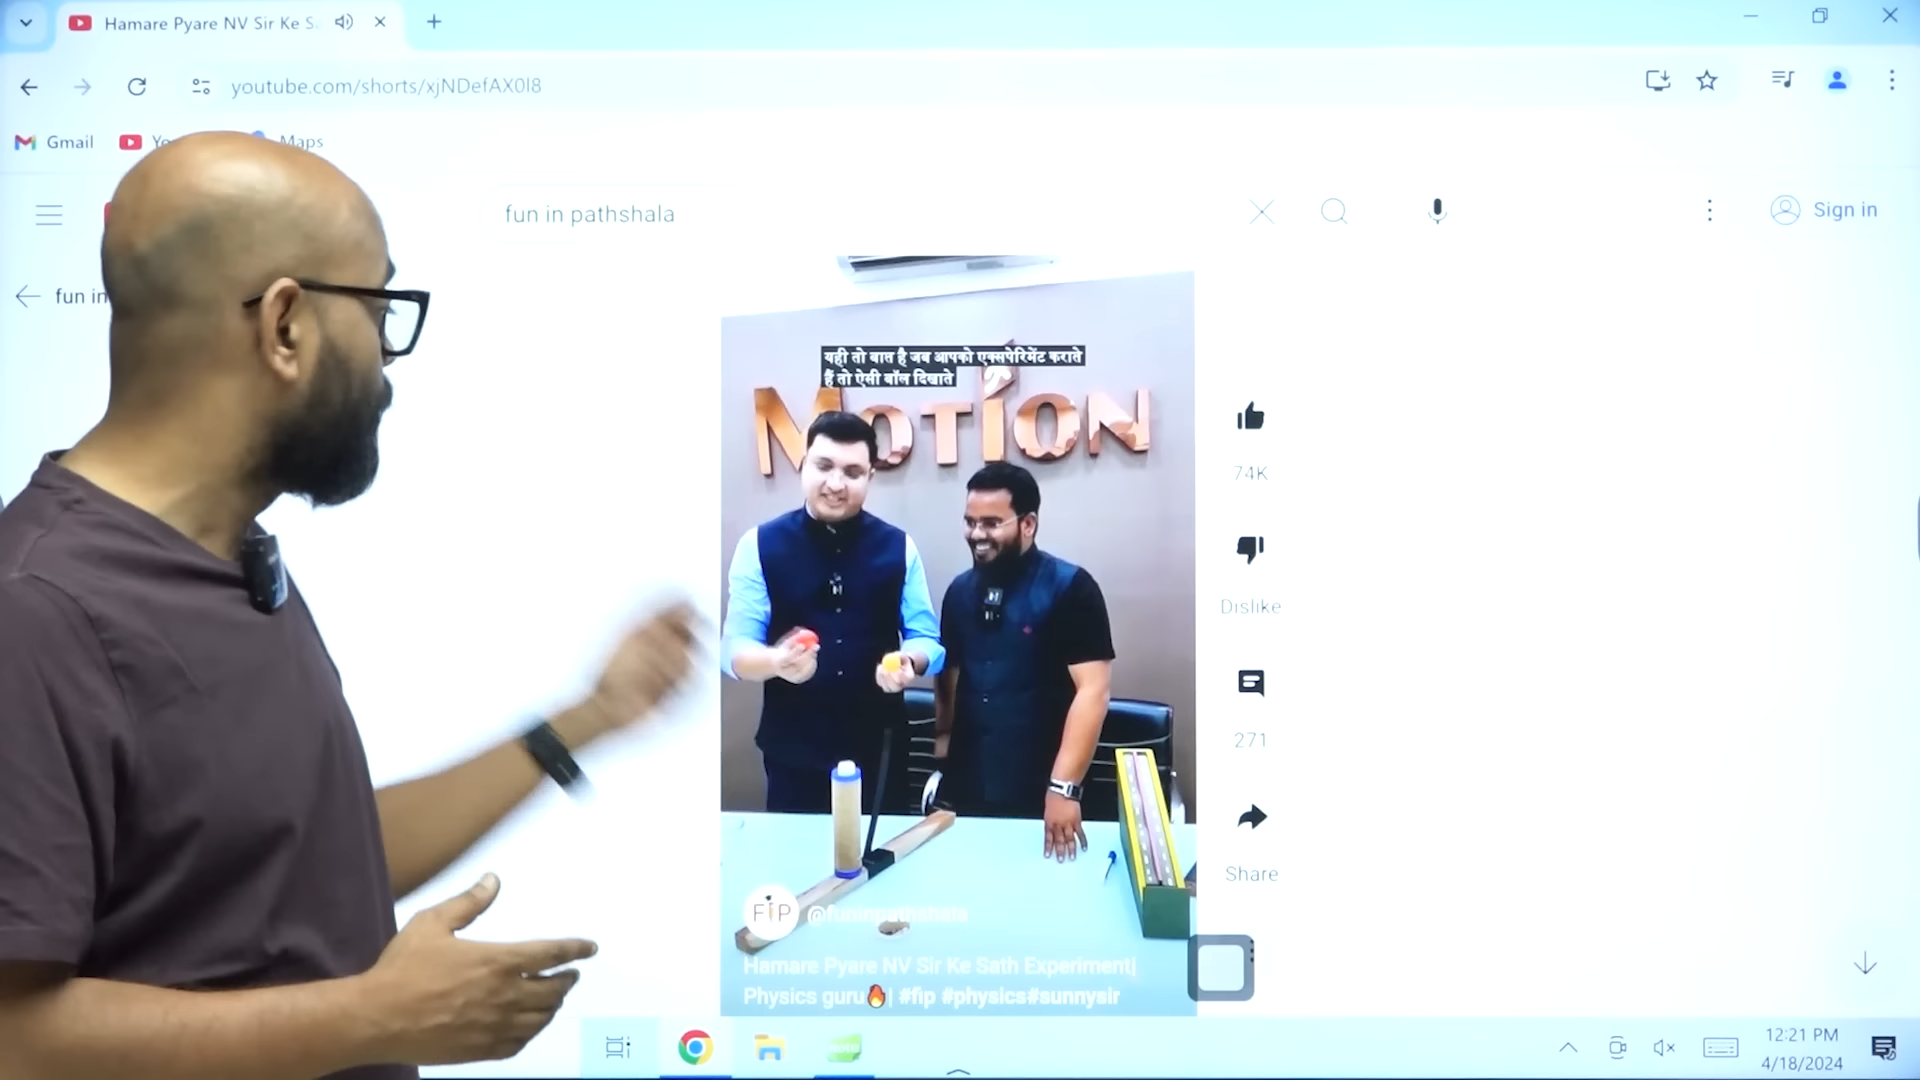 Hamare Pyare NV Sir Ke S
youtube.com/shorts/xjNDefAX0I8
Gmail
Maps
fun in pathshala
Sign in
fun in
यही तो बात है जब आपको एक्सपेरिमेंट कराते
हैं तो ऐसी बॉल दिखाते
MOTION
74K
Dislike
271
Share
FiP @funinpathshala
Hamare Pyare NV Sir Ke Sath Experiment|
Physics guru🔥| #fip #physics#sunnysir
12:21 PM
4/18/2024